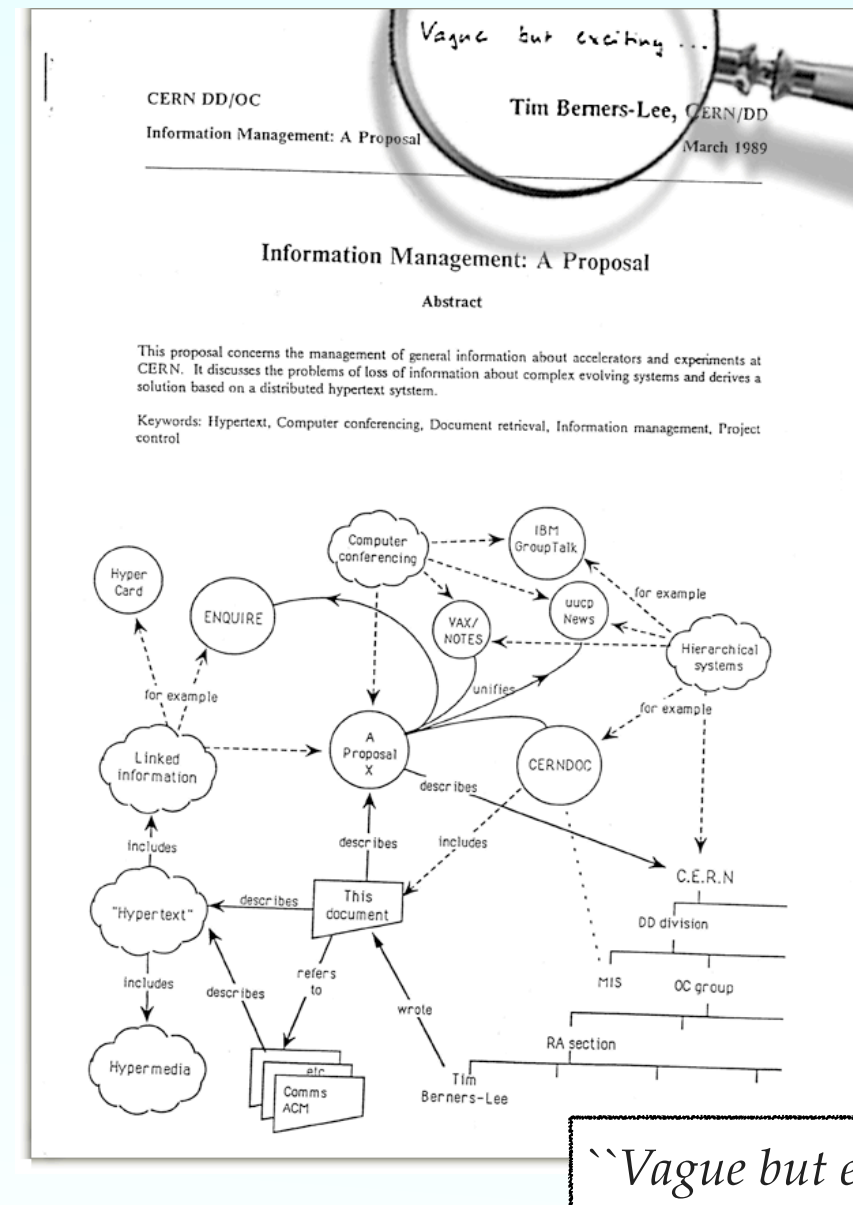 Vague but exciting ...
CERN DD/OC
Tim Berners-Lee, CERN/DD
Information Management: A Proposal
March 1989
Information Management: A Proposal
Abstract
This proposal concerns the management of general information about accelerators and experiments at
CERN. It discusses the problems of loss of information about complex evolving systems and derives a
solution based on a distributed hypertext sytstem.
Keywords: Hypertext, Computer conferencing, Document retrieval, Information management, Project
control
Computer
conferencing
IBM
GroupTalk
Hyper
Card
for example
ENQUIRE
VAX/
NOTES
uucp
News
Hierarchical
systems
unifies
for example
for example
A
Proposal
X
Linked
information
CERNDOC
describes
includes
describes
includes
C.E.R.N
"Hypertext"
describes
This
document
DD division
includes
describes
refers
to
MIS
OC group
wrote
RA section
Hypermedia
etc
Comms
ACM
Tim
Berners-Lee
``Vague but e